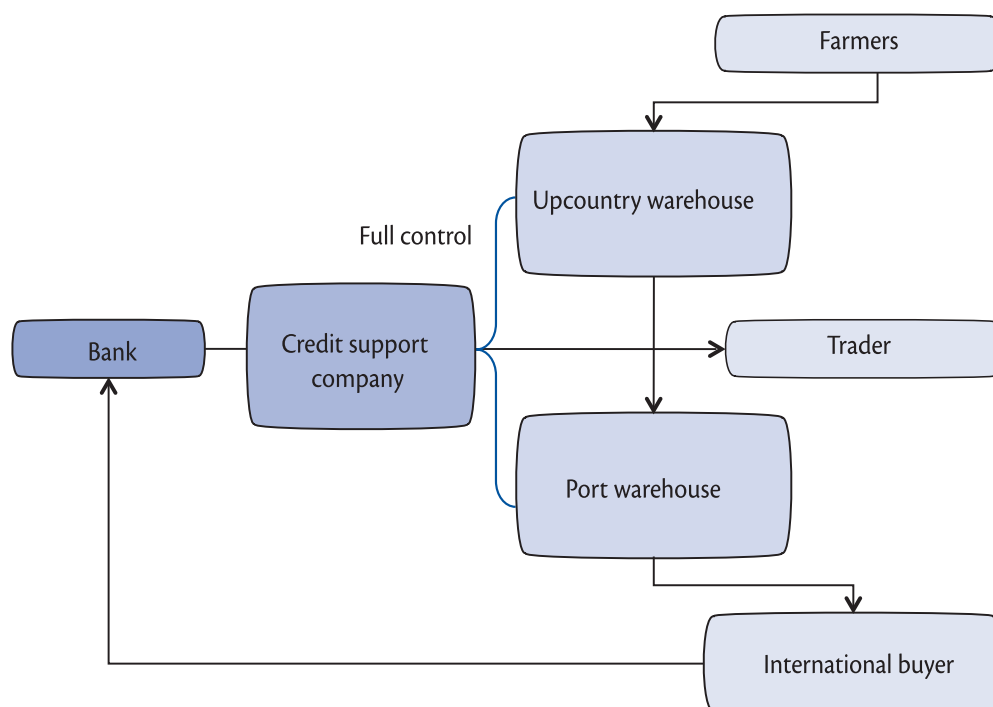 Farmers
Upcountry warehouse
Full control
Bank
Credit support
company
Trader
Port warehouse
International buyer